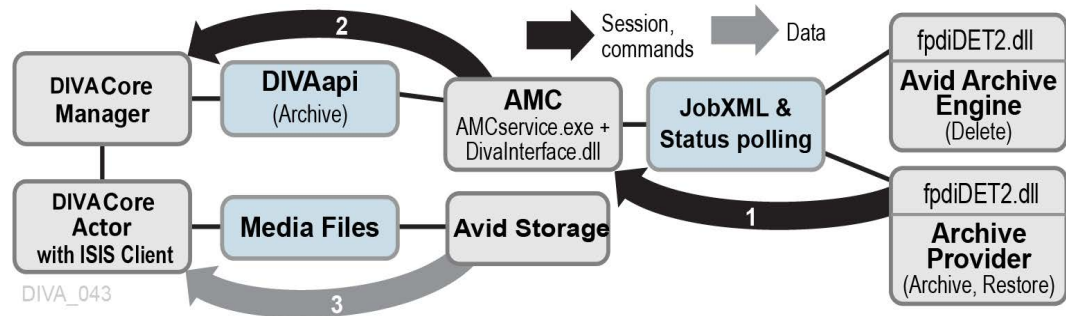 2
Session,
commands
Data
DIVACore
Manager
DIVAapi
(Archive)
AMC
AMCservice.exe +
DivaInterface.dll
JobXML &
Status polling
fpdiDET2.dll
Avid Archive
Engine
(Delete)
1
DIVACore
Actor
with ISIS Client
Media Files
Avid Storage
fpdiDET2.dll
Archive
Provider
(Archive, Restore)
3
DIVA_043